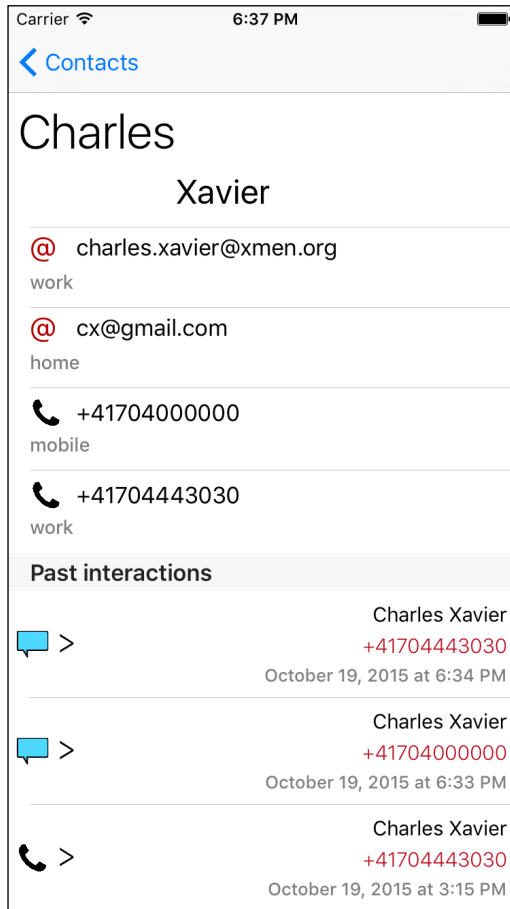 Carrier 6:37 PM
Contacts
Charles
Xavier
@ charles.xavier@xmen.org
work
@ cx@gmail.com
home
+41704000000
mobile
+41704443030
work
Past interactions
Charles Xavier
> +41704443030
October 19, 2015 at 6:34 PM
Charles Xavier
> +41704000000
October 19, 2015 at 6:33 PM
Charles Xavier
> +41704443030
October 19, 2015 at 3:15 PM